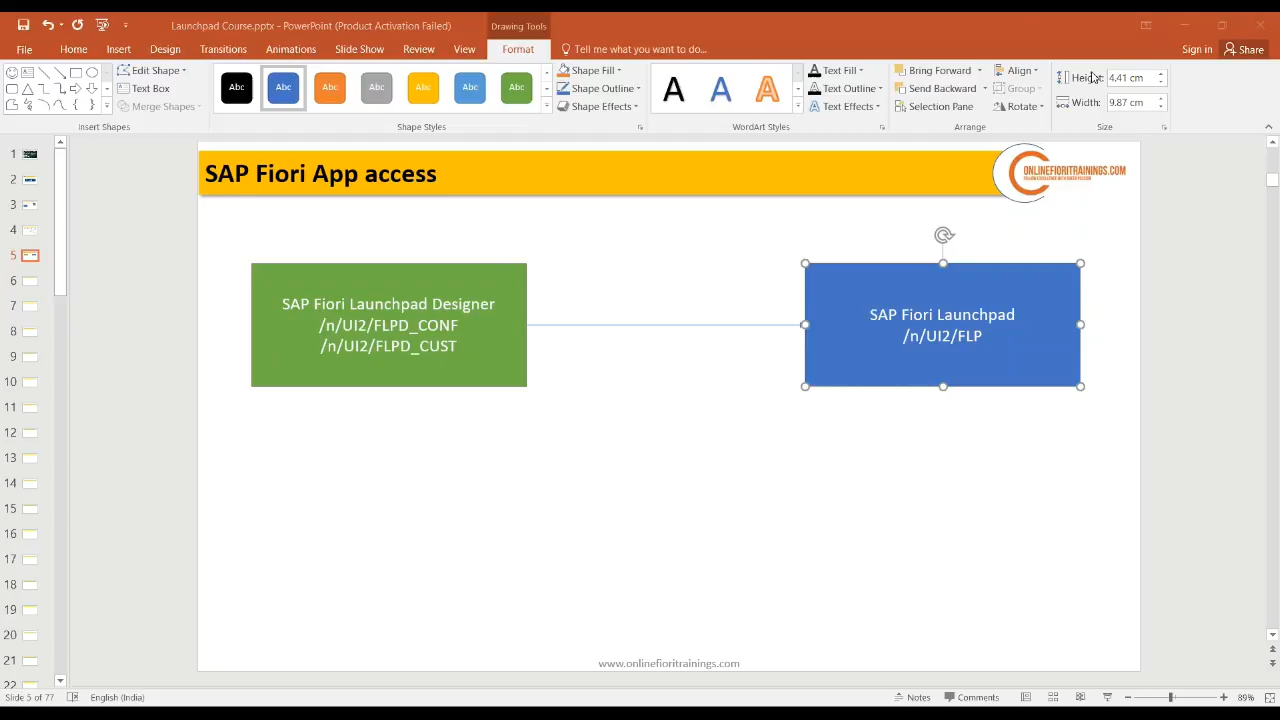 Launchpad Course.pptx - PowerPoint (Product Activation Failed)
Drawing Tools
File
Home
Insert
Design
Transitions
Animations
Slide Show
Review
View
Format
Tell me what you want to do...
Sign in
Share
Edit Shape
Text Box
Merge Shapes
Insert Shapes
Abc
Abc
Abc
Abc
Abc
Abc
Abc
Shape Fill
Shape Outline
Shape Effects
Shape Styles
A
A
A
Text Fill
Text Outline
Text Effects
WordArt Styles
Bring Forward
Send Backward
Selection Pane
Align
Group
Rotate
Arrange
Height:
4.41 cm
Width:
9.87 cm
Size
1
2
3
4
5
6
7
8
9
10
11
12
13
14
15
16
17
18
19
20
21
22
SAP Fiori App access
ONLINEFIORITRAININGS.COM
SAP Fiori Launchpad Designer
/n/UI2/FLPD_CONF
/n/UI2/FLPD_CUST
SAP Fiori Launchpad
/n/UI2/FLP
www.onlinefioritrainings.com
Slide 5 of 77
English (India)
Notes
Comments
89%